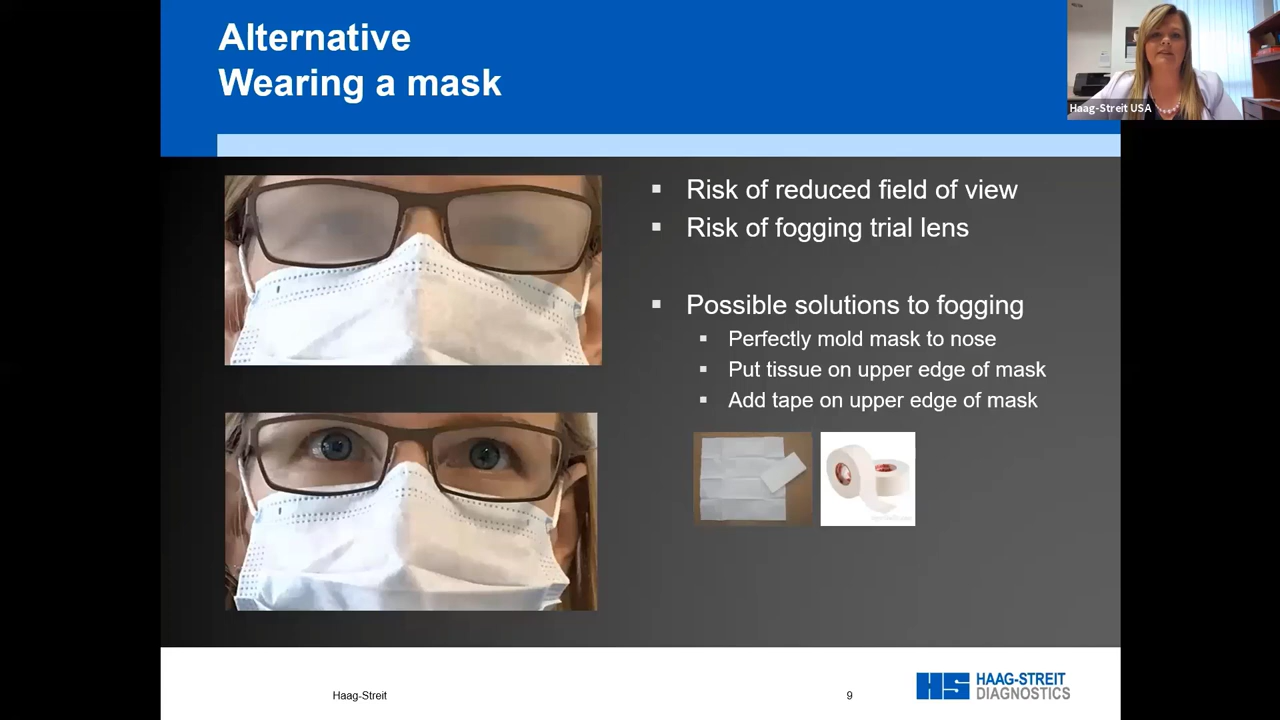 Alternative
Wearing a mask
Haag-Streit USA
Risk of reduced field of view
Risk of fogging trial lens
Possible solutions to fogging
Perfectly mold mask to nose
Put tissue on upper edge of mask
Add tape on upper edge of mask
Haag-Streit
9
HS HAAG-STREIT
DIAGNOSTICS